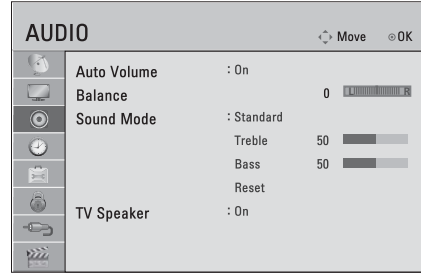 AUDIO Move OK
Auto Volume : On
Balance 0 L R
Sound Mode : Standard
Treble 50
Bass 50
Reset
TV Speaker : On